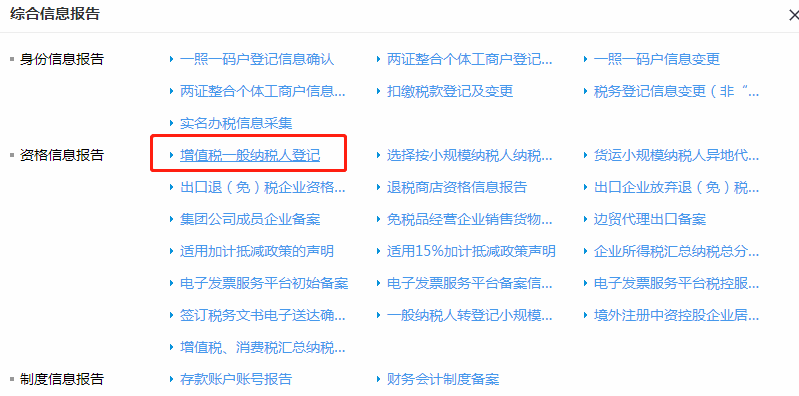 综合信息报告
身份信息报告 一照一码户登记信息确认 两证整合个体工商户登记... 一照一码户信息变更
两证整合个体工商户信息... 扣缴税款登记及变更 税务登记信息变更（非“...
实名办税信息采集
资格信息报告 增值税一般纳税人登记 选择按小规模纳税人纳税... 货运小规模纳税人异地代...
出口退（免）税企业资格... 退税商店资格信息报告 出口企业放弃退（免）税...
集团公司成员企业备案 免税品经营企业销售货物... 边贸代理出口备案
适用加计抵减政策的声明 适用15%加计抵减政策声明 企业所得税汇总纳税总分...
电子发票服务平台初始备案 电子发票服务平台备案信... 电子发票服务平台税控服...
签订税务文书电子送达确... 一般纳税人转登记小规模... 境外注册中资控股企业居...
增值税、消费税汇总纳税...
制度信息报告 存款账户账号报告 财务会计制度备案